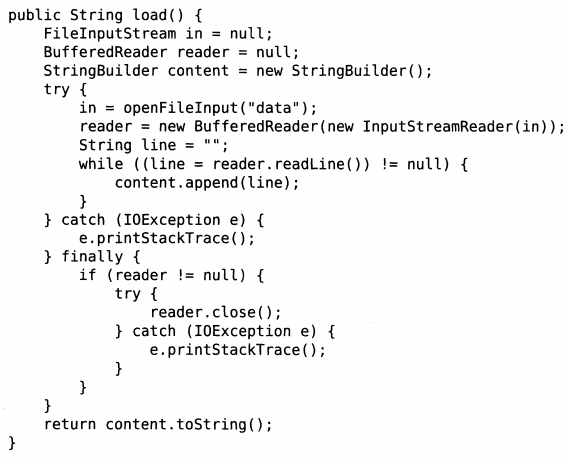 public String load() {
    FileInputStream in = null;
    BufferedReader reader = null;
    StringBuilder content = new StringBuilder();
    try {
        in = openFileInput("data");
        reader = new BufferedReader(new InputStreamReader(in));
        String line = "";
        while ((line = reader.readLine()) != null) {
            content.append(line);
        }
    } catch (IOException e) {
        e.printStackTrace();
    } finally {
        if (reader != null) {
            try {
                reader.close();
            } catch (IOException e) {
                e.printStackTrace();
            }
        }
    }
    return content.toString();
}